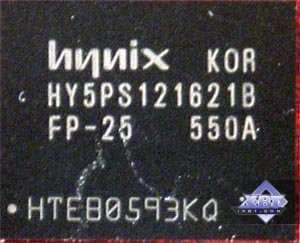 hynix KOR
HY5PS121621B
FP-25 550A
HTEB0593KQ